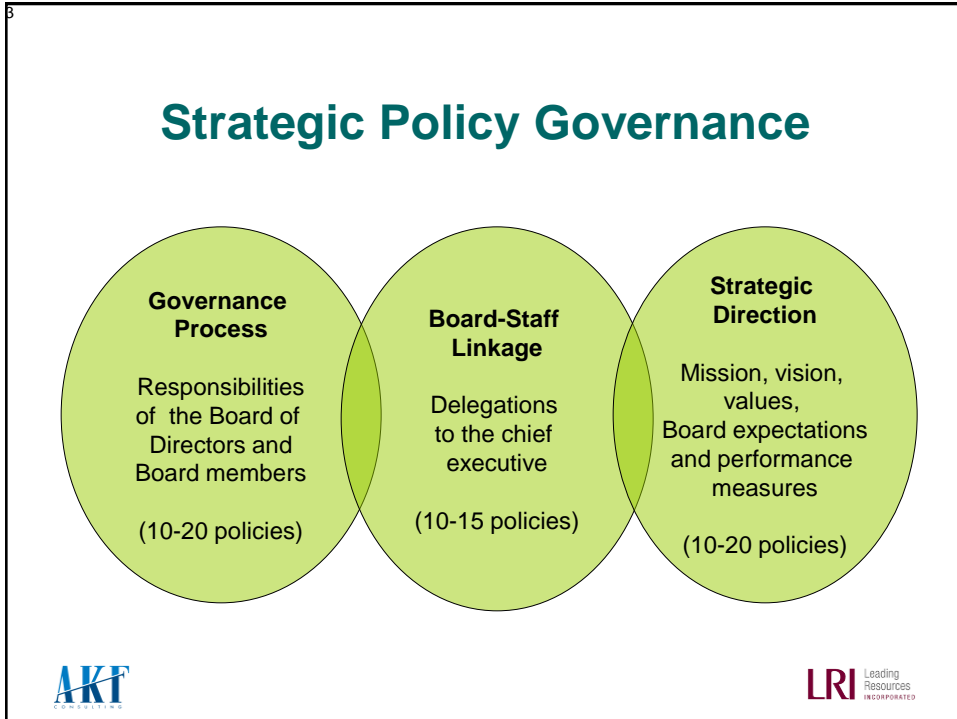 3
Strategic Policy Governance
Governance
Process
Responsibilities
of the Board of
Directors and
Board members
(10-20 policies)
Board-Staff
Linkage
Delegations
to the chief
executive
(10-15 policies)
Strategic
Direction
Mission, vision,
values,
Board expectations
and performance
measures
(10-20 policies)
AKF
CONSULTING
LRI
Leading
Resources
INCORPORATED